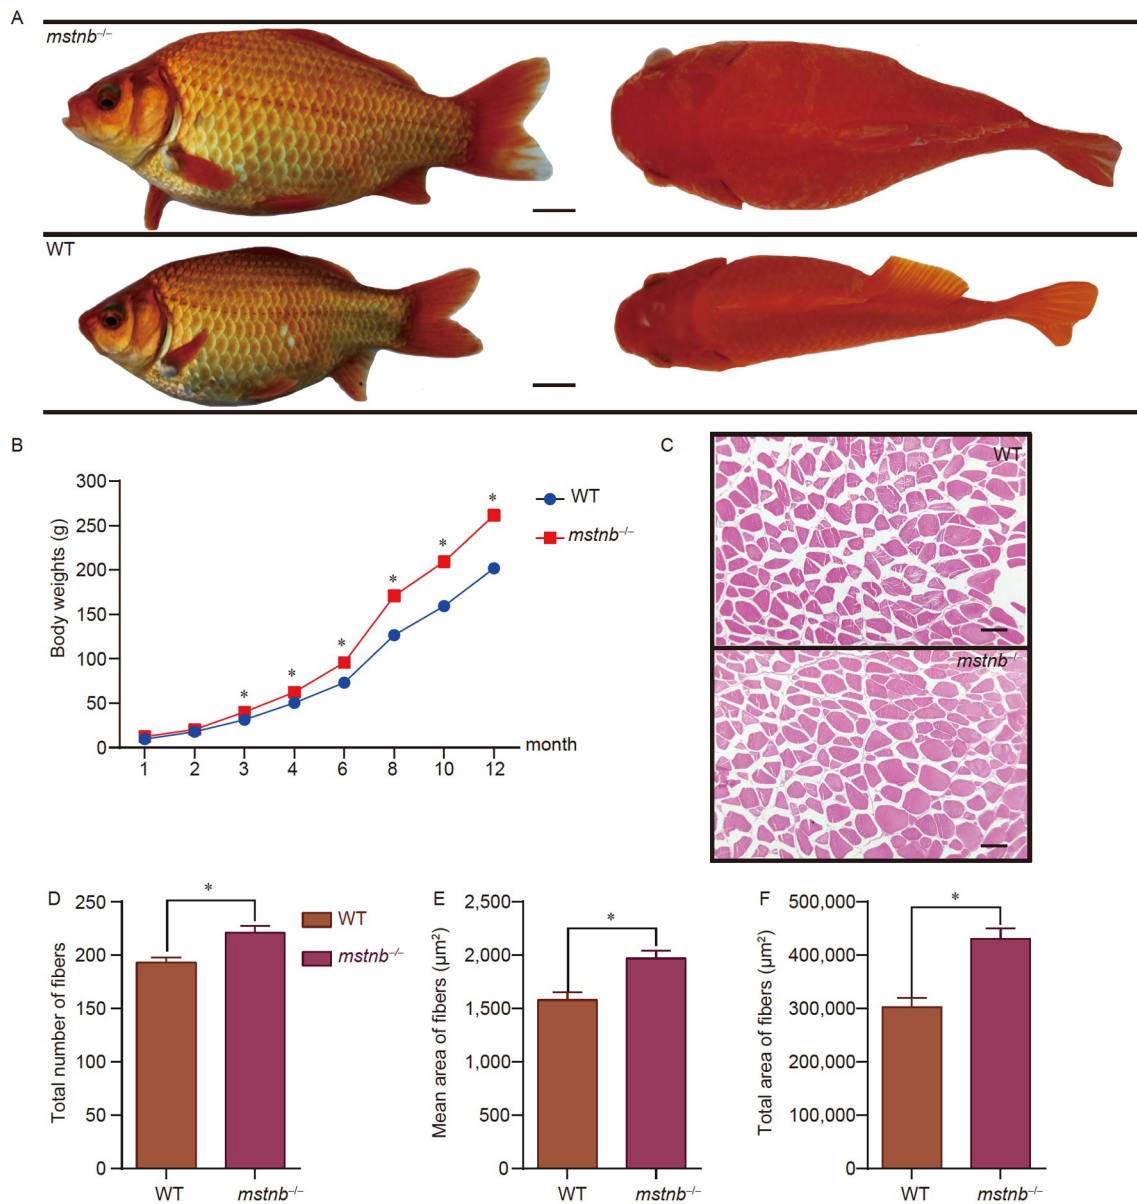 A
mstnb⁻/⁻
WT
B
Body weights (g)
300
250
200
150
100
50
0
1 2 3 4 6 8 10 12
month
* * * * * *
WT
mstnb⁻/⁻
C
WT
mstnb⁻/⁻
D
Total number of fibers
250
200
150
100
50
0
*
WT mstnb⁻/⁻
WT
mstnb⁻/⁻
E
Mean area of fibers (μm²)
2,500
2,000
1,500
1,000
500
0
*
WT mstnb⁻/⁻
F
Total area of fibers (μm²)
500,000
400,000
300,000
200,000
100,000
0
*
WT mstnb⁻/⁻